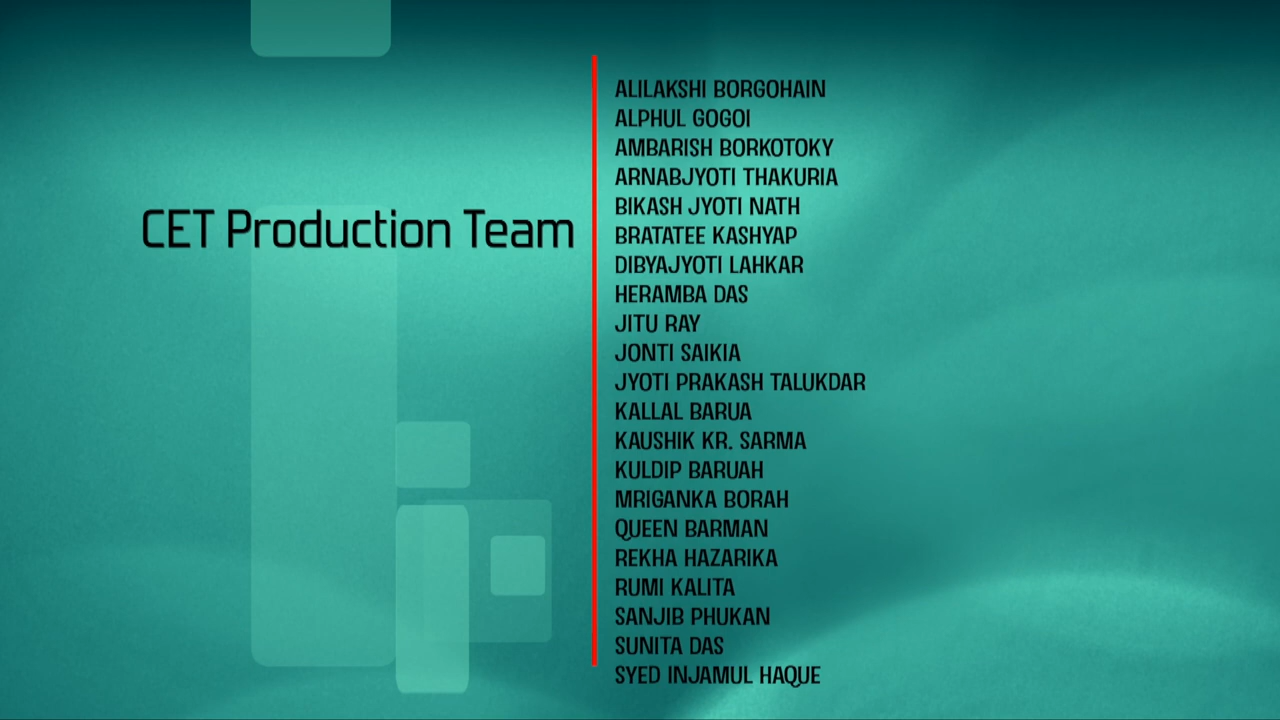 CET Production Team
ALILAKSHI BORGOHAIN
ALPHUL GOGOI
AMBARISH BORKOTOKY
ARNABJYOTI THAKURIA
BIKASH JYOTI NATH
BRATATEE KASHYAP
DIBYAJYOTI LAHKAR
HERAMBA DAS
JITU RAY
JONTI SAIKIA
JYOTI PRAKASH TALUKDAR
KALLAL BARUA
KAUSHIK KR. SARMA
KULDIP BARUAH
MRIGANKA BORAH
QUEEN BARMAN
REKHA HAZARIKA
RUMI KALITA
SANJIB PHUKAN
SUNITA DAS
SYED INJAMUL HAQUE